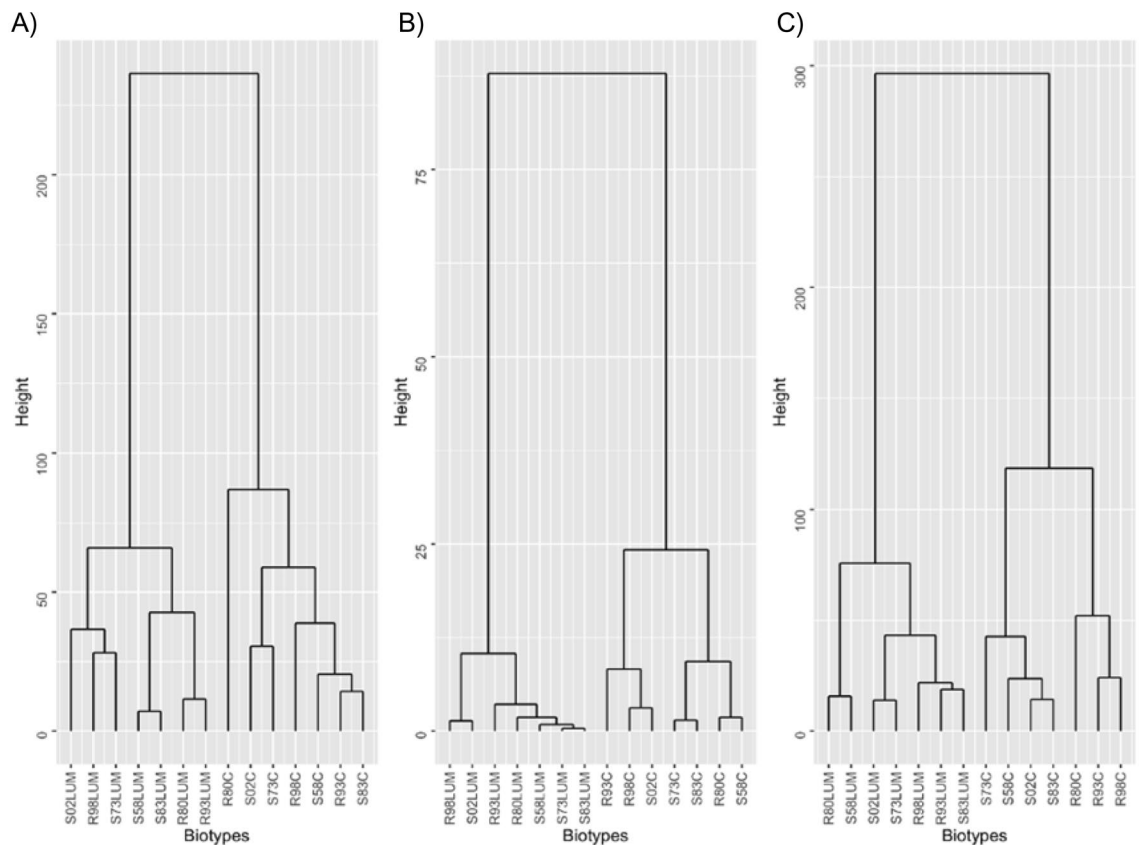 A)
B)
C)
Height
200
150
100
50
0
S02LUM
R98LUM
S73LUM
S58LUM
S83LUM
R80LUM
R93LUM
R80C
S02C
S73C
R98C
S58C
R93C
S83C
Biotypes
Height
75
50
25
0
R98LUM
S02LUM
R93LUM
R80LUM
S58LUM
S73LUM
S83LUM
R93C
R98C
S02C
S73C
S83C
R80C
S58C
Biotypes
Height
300
200
100
0
R80LUM
S58LUM
S02LUM
S73LUM
R98LUM
R93LUM
S83LUM
S73C
S58C
S02C
S83C
R80C
R93C
R98C
Biotypes